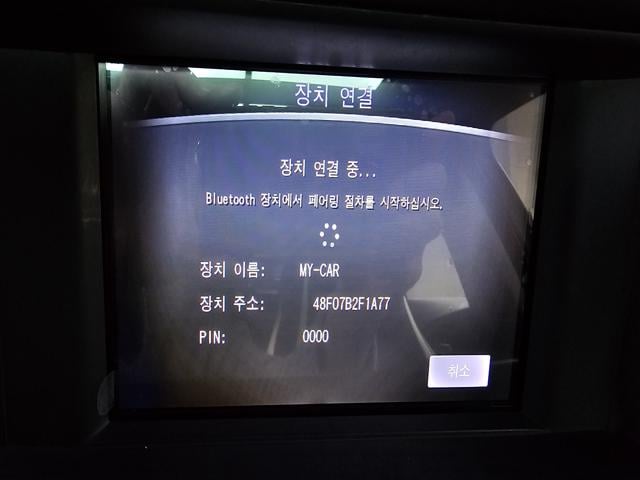 장치 연결
장치 연결 중...
Bluetooth 장치에서 페어링 절차를 시작하십시오.
장치 이름: MY-CAR
장치 주소: 48F07B2F1A77
PIN: 0000
취소